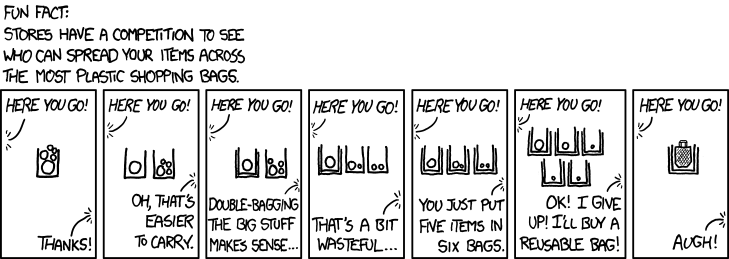 FUN FACT:
STORES HAVE A COMPETITION TO SEE
WHO CAN SPREAD YOUR ITEMS ACROSS
THE MOST PLASTIC SHOPPING BAGS.
HERE YOU GO!
THANKS!
HERE YOU GO!
OH, THAT'S
EASIER
TO CARRY.
HERE YOU GO!
DOUBLE-BAGGING
THE BIG STUFF
MAKES SENSE...
HERE YOU GO!
THAT'S A BIT
WASTEFUL...
HERE YOU GO!
YOU JUST PUT
FIVE ITEMS IN
SIX BAGS.
HERE YOU GO!
OK! I GIVE
UP! I'LL BUY A
REUSABLE BAG!
HERE YOU GO!
AUGH!